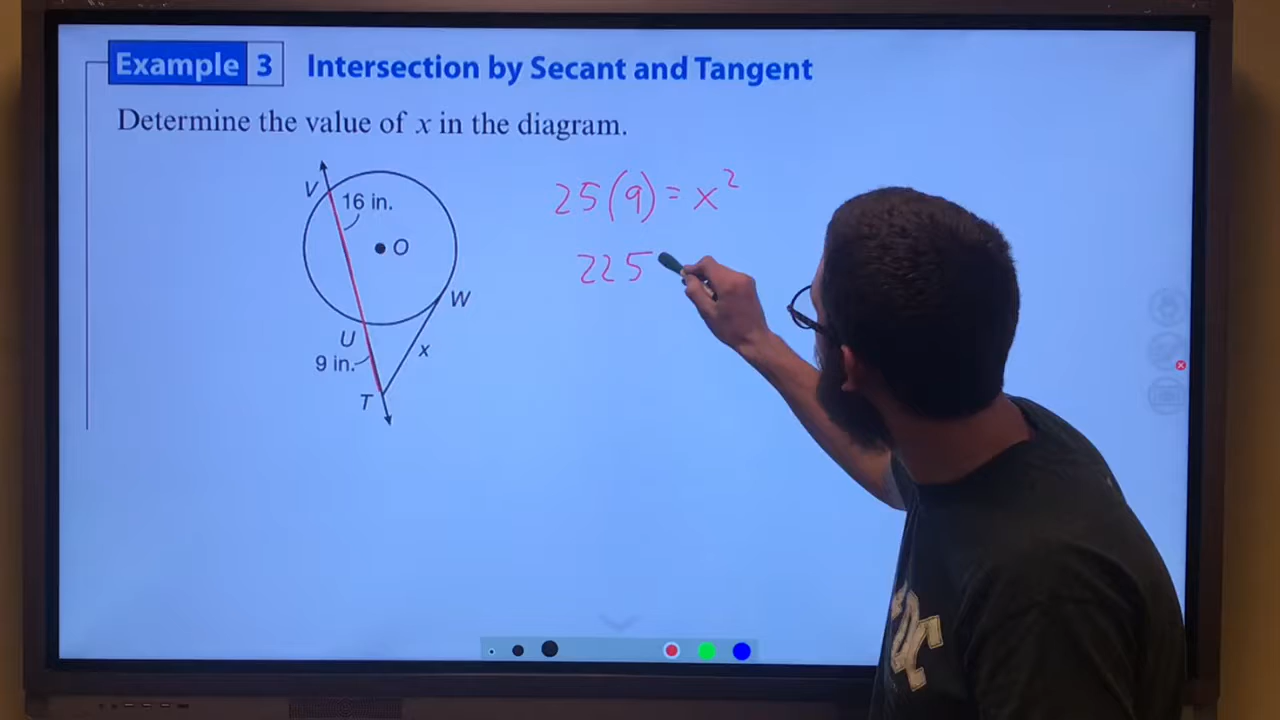 Example 3 Intersection by Secant and Tangent
Determine the value of x in the diagram.
V
16 in.
O
W
U
9 in.
x
T
25(9) = x²
225